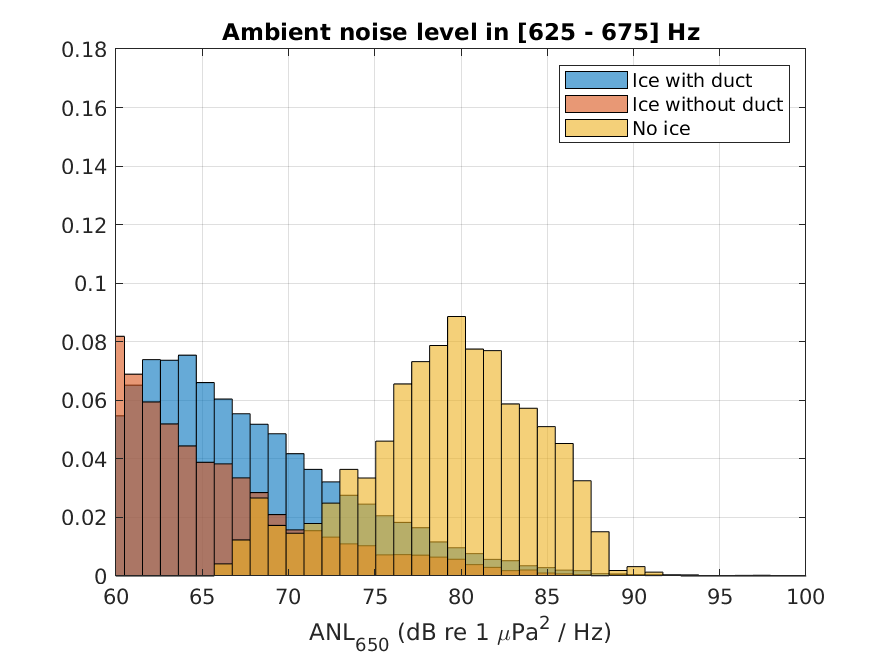 Ambient noise level in [625 - 675] Hz
0.18
0.16
0.14
0.12
0.1
0.08
0.06
0.04
0.02
0
Ice with duct
Ice without duct
No ice
60 65 70 75 80 85 90 95 100
ANL650 (dB re 1 μPa2 / Hz)